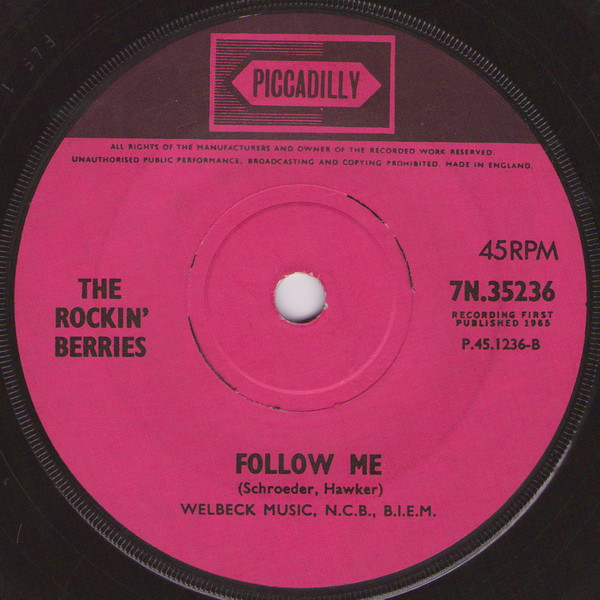 PICCADILLY
ALL RIGHTS OF THE MANUFACTURERS AND OWNER OF THE RECORDED WORK RESERVED.
UNAUTHORISED PUBLIC PERFORMANCE, BROADCASTING AND COPYING PROHIBITED. MADE IN ENGLAND.
45RPM
THE
ROCKIN'
BERRIES
7N.35236
RECORDING FIRST
PUBLISHED 1965
P.45.1236-B
FOLLOW ME
(Schroeder, Hawker)
WELBECK MUSIC, N.C.B., B.I.E.M.